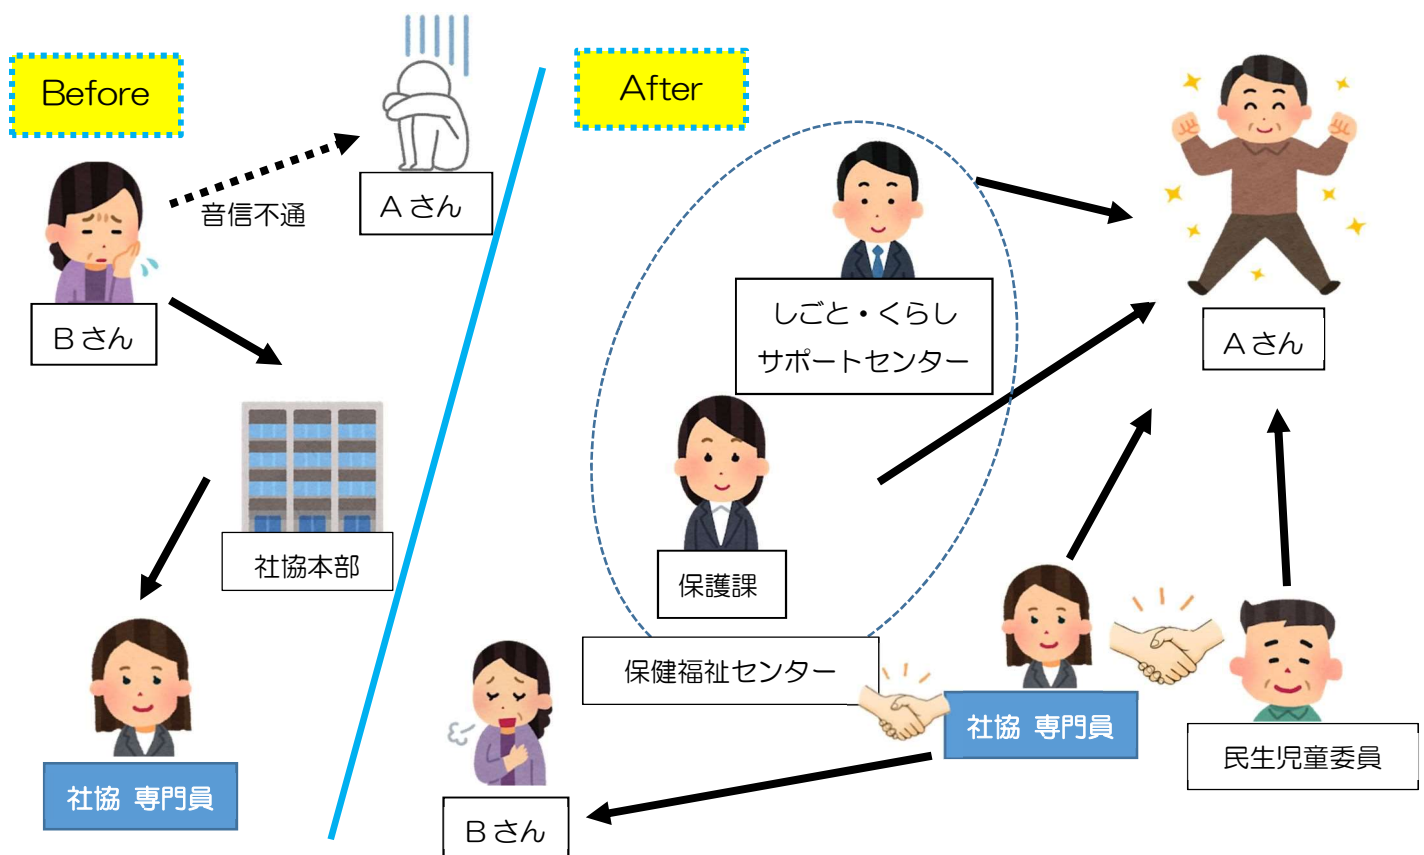 Before
Aさん
音信不通
Bさん
社協本部
社協 専門員
After
しごと・くらし
サポートセンター
Aさん
保護課
保健福祉センター
社協 専門員
民生児童委員
Bさん